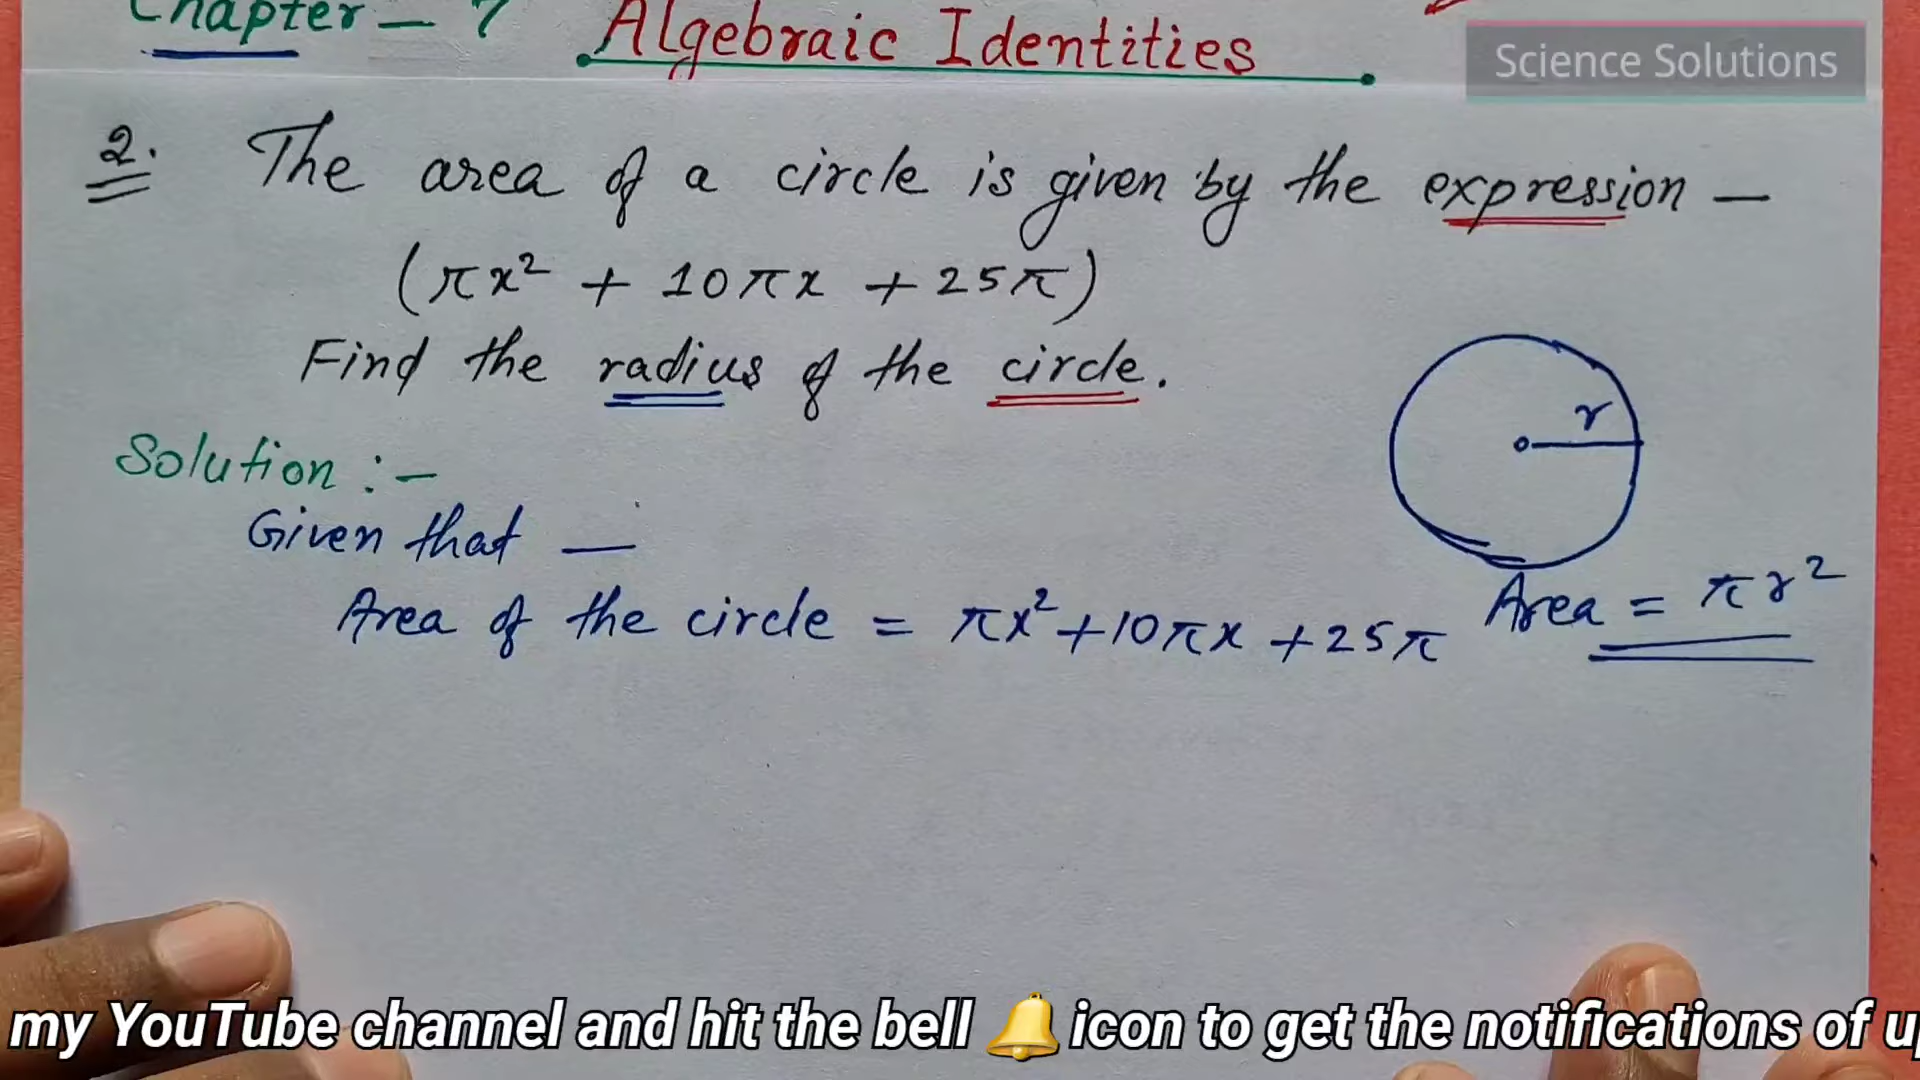 Chapter – 7 Algebraic Identities
Science Solutions
2. The area of a circle is given by the expression –
(πx² + 10πx + 25π)
Find the radius of the circle.
r
Solution :–
Given that —
Area of the circle = πx² + 10πx + 25π
Area = πr²
my YouTube channel and hit the bell 🔔 icon to get the notifications of